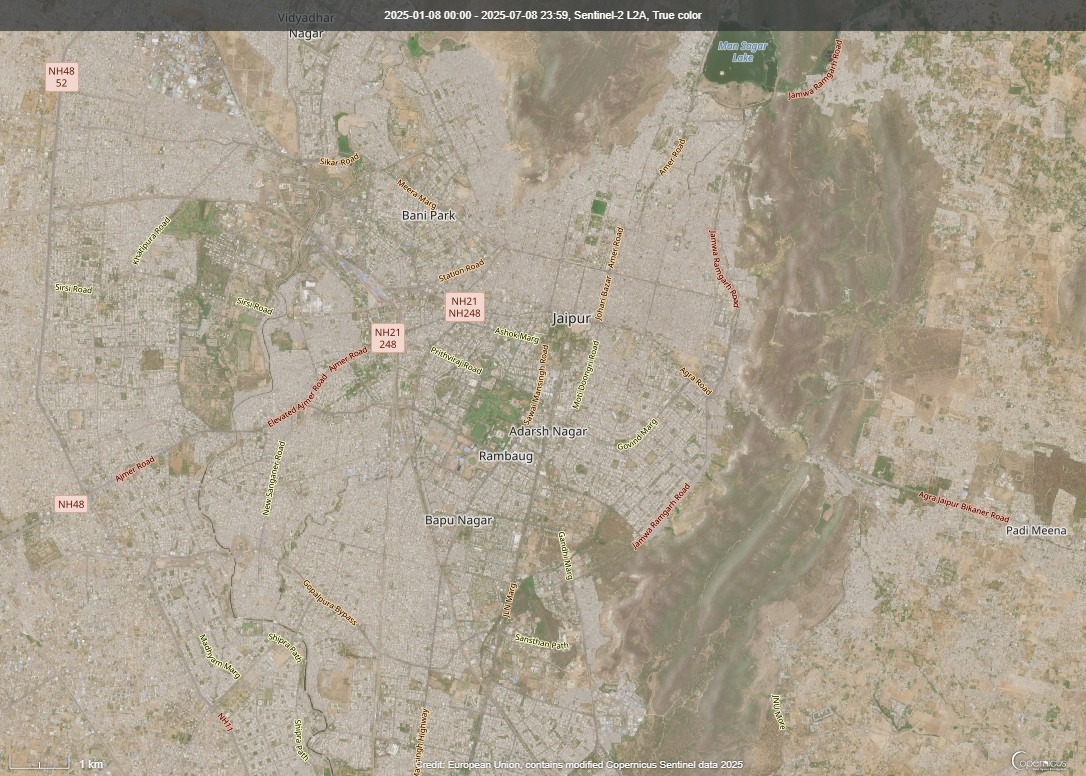 2025-01-08 00:00 - 2025-07-08 23:59, Sentinel-2 L2A, True color
Vidyadhar
Nagar
Man Sagar
Lake
NH48
52
Jamwa Ramgarh Road
Sikar Road
Amer Road
Meera Marg
Bani Park
Khatipura Road
Jamwa Ramgarh Road
Johari Bazar - Amer Road
Station Road
Sirsi Road
Sirsi Road
NH21
NH248
Jaipur
NH21
248
Ashok Marg
Prithviraj Road
Elevated Ajmer Road
Ajmer Road
Sawai Mansingh Road
Moti Doongri Road
Agra Road
Adarsh Nagar
Govind Marg
Rambaug
Ajmer Road
New Sanganer Road
NH48
Agra Jaipur Bikaner Road
Padi Meena
Jamwa Ramgarh Road
Bapu Nagar
Gandhi Marg
Gopalpura Bypass
JLN Marg
Sansthan Path
Shipra Path
Madhyam Marg
NH11
Shipra Path
JNU More
Singh Highway
1 km
Credit: European Union, contains modified Copernicus Sentinel data 2025
opernicus